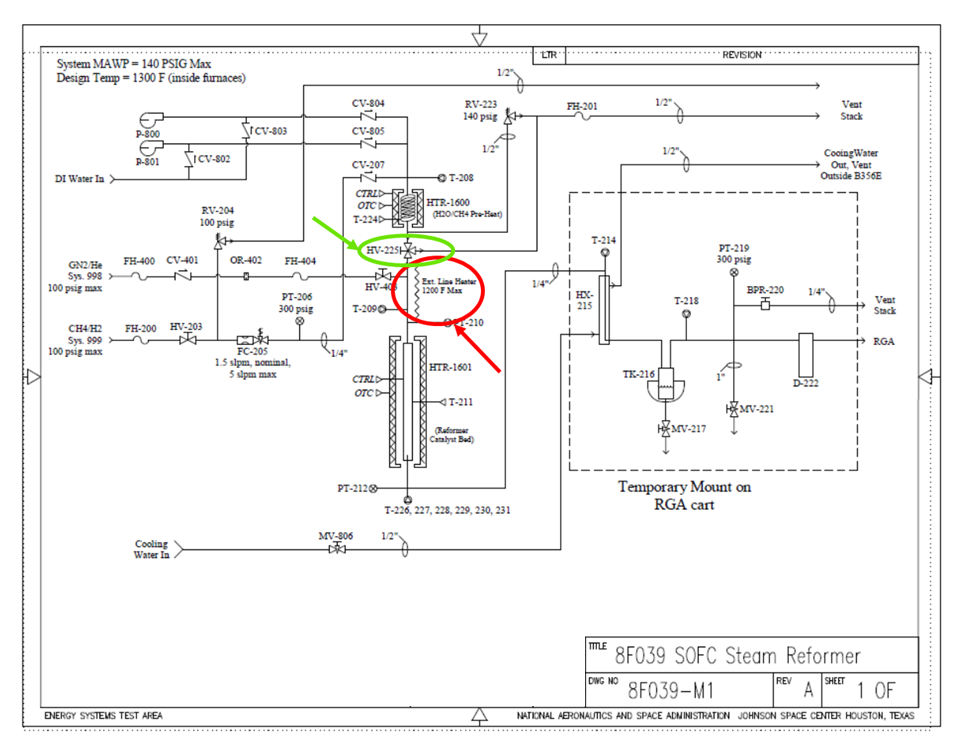 LTR
REVISION
System MAWP = 140 PSIG Max
Design Temp = 1300 F (inside furnaces)
1/2"
CV-804
RV-223
140 psig
FH-201
1/2"
Vent
Stack
P-800
CV-803
CV-805
P-801
CV-802
1/2"
CV-207
1/2"
CooingWater
Out, Vent
Outside B356E
DI Water In
T-208
CTRL
OTC
T-224
HTR-1600
(H2O/CH4 Pre-Heat)
RV-204
100 psig
HV-225
T-214
PT-219
300 psig
GN2/He
Sys. 998
100 psig max
FH-400
CV-401
OR-402
FH-404
HV-405
Ext. Line Heater
1200 F Max
1/4"
HX-
215
BPR-220
1/4"
Vent
Stack
PT-206
300 psig
T-209
T-210
T-218
CH4/H2
Sys. 999
100 psig max
FH-200
HV-203
FC-205
1.5 slpm, nominal,
5 slpm max
1/4"
RGA
HTR-1601
CTRL
OTC
T-211
TK-216
1"
D-222
(Reformer
Catalyst Bed)
MV-221
MV-217
PT-212
Temporary Mount on
RGA cart
T-226, 227, 228, 229, 230, 231
Cooling
Water In
MV-806
1/2"
TITLE
8F039 SOFC Steam Reformer
DWG NO
8F039-M1
REV
A
SHEET
1 OF
ENERGY SYSTEMS TEST AREA
NATIONAL AERONAUTICS AND SPACE ADMINISTRATION JOHNSON SPACE CENTER HOUSTON, TEXAS